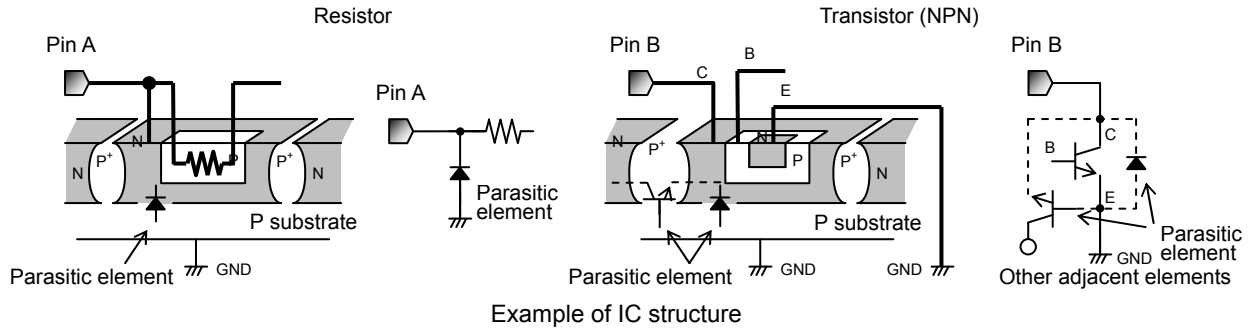 Resistor
Transistor (NPN)
Pin A
Pin A
N
P
N
P+
P+
N
Parasitic
element
P substrate
GND
Parasitic element
Pin B
C
B
E
N
P+
N
P
P+
N
P substrate
GND
GND
Parasitic element
Pin B
C
B
E
Parasitic
element
GND
Other adjacent elements
Example of IC structure